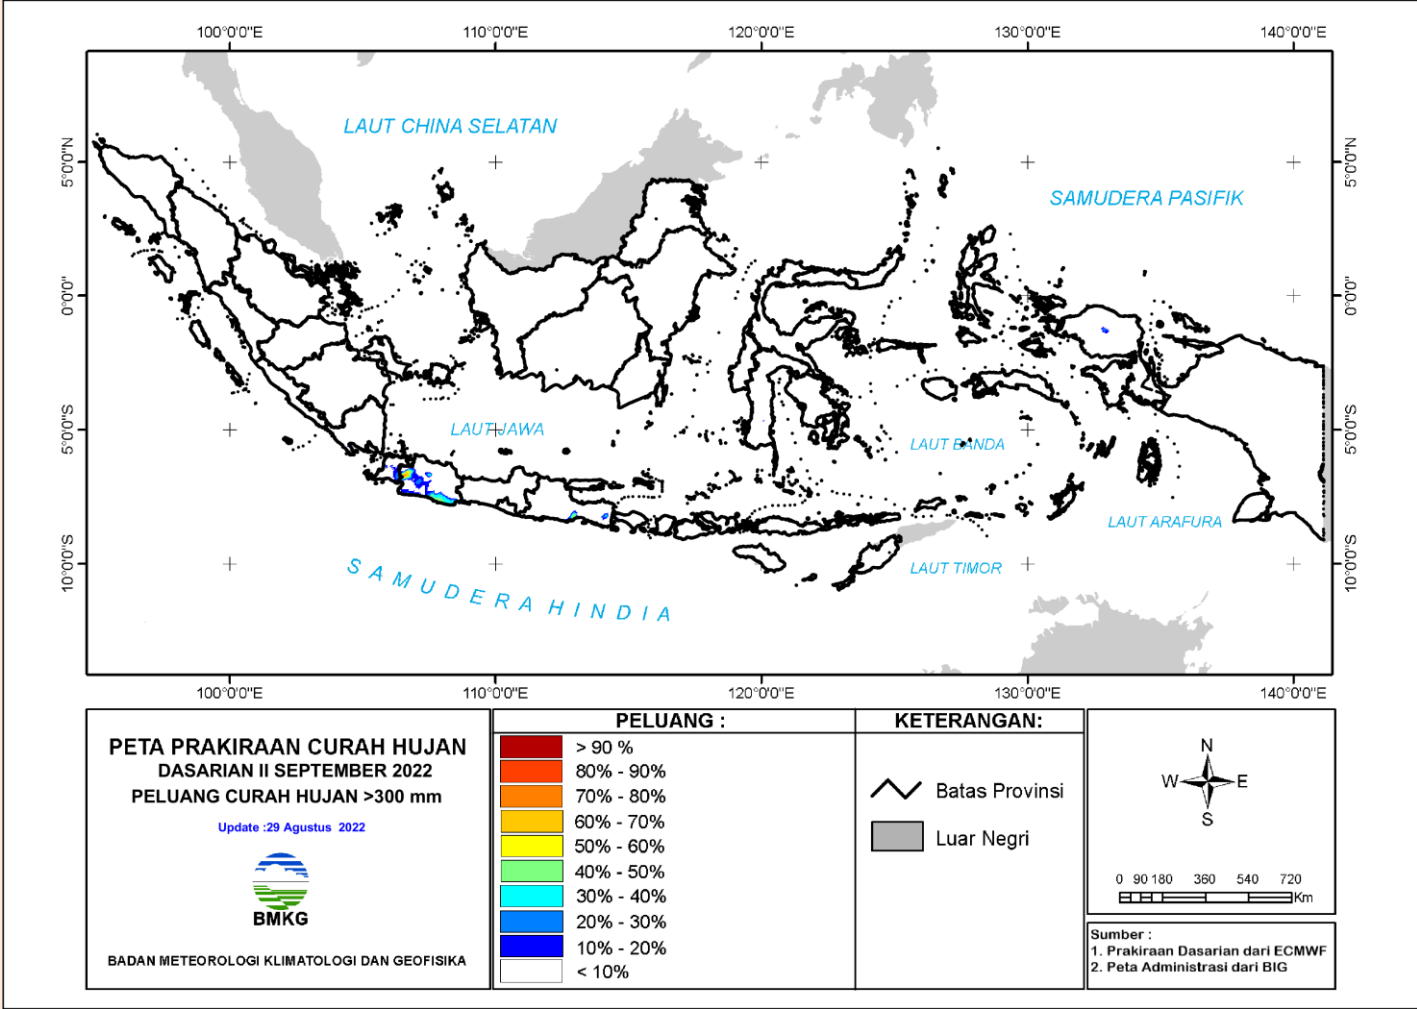 100°0'0"E 110°0'0"E 120°0'0"E 130°0'0"E 140°0'0"E
LAUT CHINA SELATAN
5°0'0"N 5°0'0"N
SAMUDERA PASIFIK
0°0'0" 0°0'0"
5°0'0"S LAUT JAWA LAUT BANDA 5°0'0"S
LAUT ARAFURA
10°0'0"S LAUT TIMOR 10°0'0"S
SAMUDERA HINDIA
100°0'0"E 110°0'0"E 120°0'0"E 130°0'0"E 140°0'0"E
PETA PRAKIRAAN CURAH HUJAN
DASARIAN II SEPTEMBER 2022
PELUANG CURAH HUJAN >300 mm
Update :29 Agustus 2022
BMKG
BADAN METEOROLOGI KLIMATOLOGI DAN GEOFISIKA
PELUANG :
> 90 %
80% - 90%
70% - 80%
60% - 70%
50% - 60%
40% - 50%
30% - 40%
20% - 30%
10% - 20%
< 10%
KETERANGAN:
Batas Provinsi
Luar Negri
N
W E
S
0 90 180 360 540 720
Km
Sumber :
1. Prakiraan Dasarian dari ECMWF
2. Peta Administrasi dari BIG